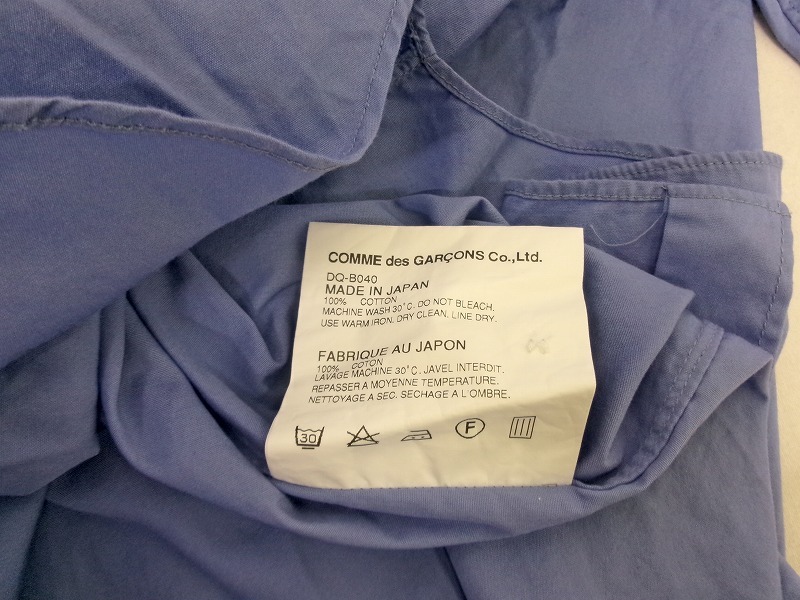 COMME des GARÇONS Co., Ltd.
DQ-B040
MADE IN JAPAN
100% COTTON
MACHINE WASH 30°C. DO NOT BLEACH.
USE WARM IRON. DRY CLEAN. LINE DRY.
FABRIQUE AU JAPON
100% COTON
LAVAGE MACHINE 30°C. JAVEL INTERDIT.
REPASSER A MOYENNE TEMPERATURE.
NETTOYAGE A SEC. SECHAGE A L'OMBRE.
30 F